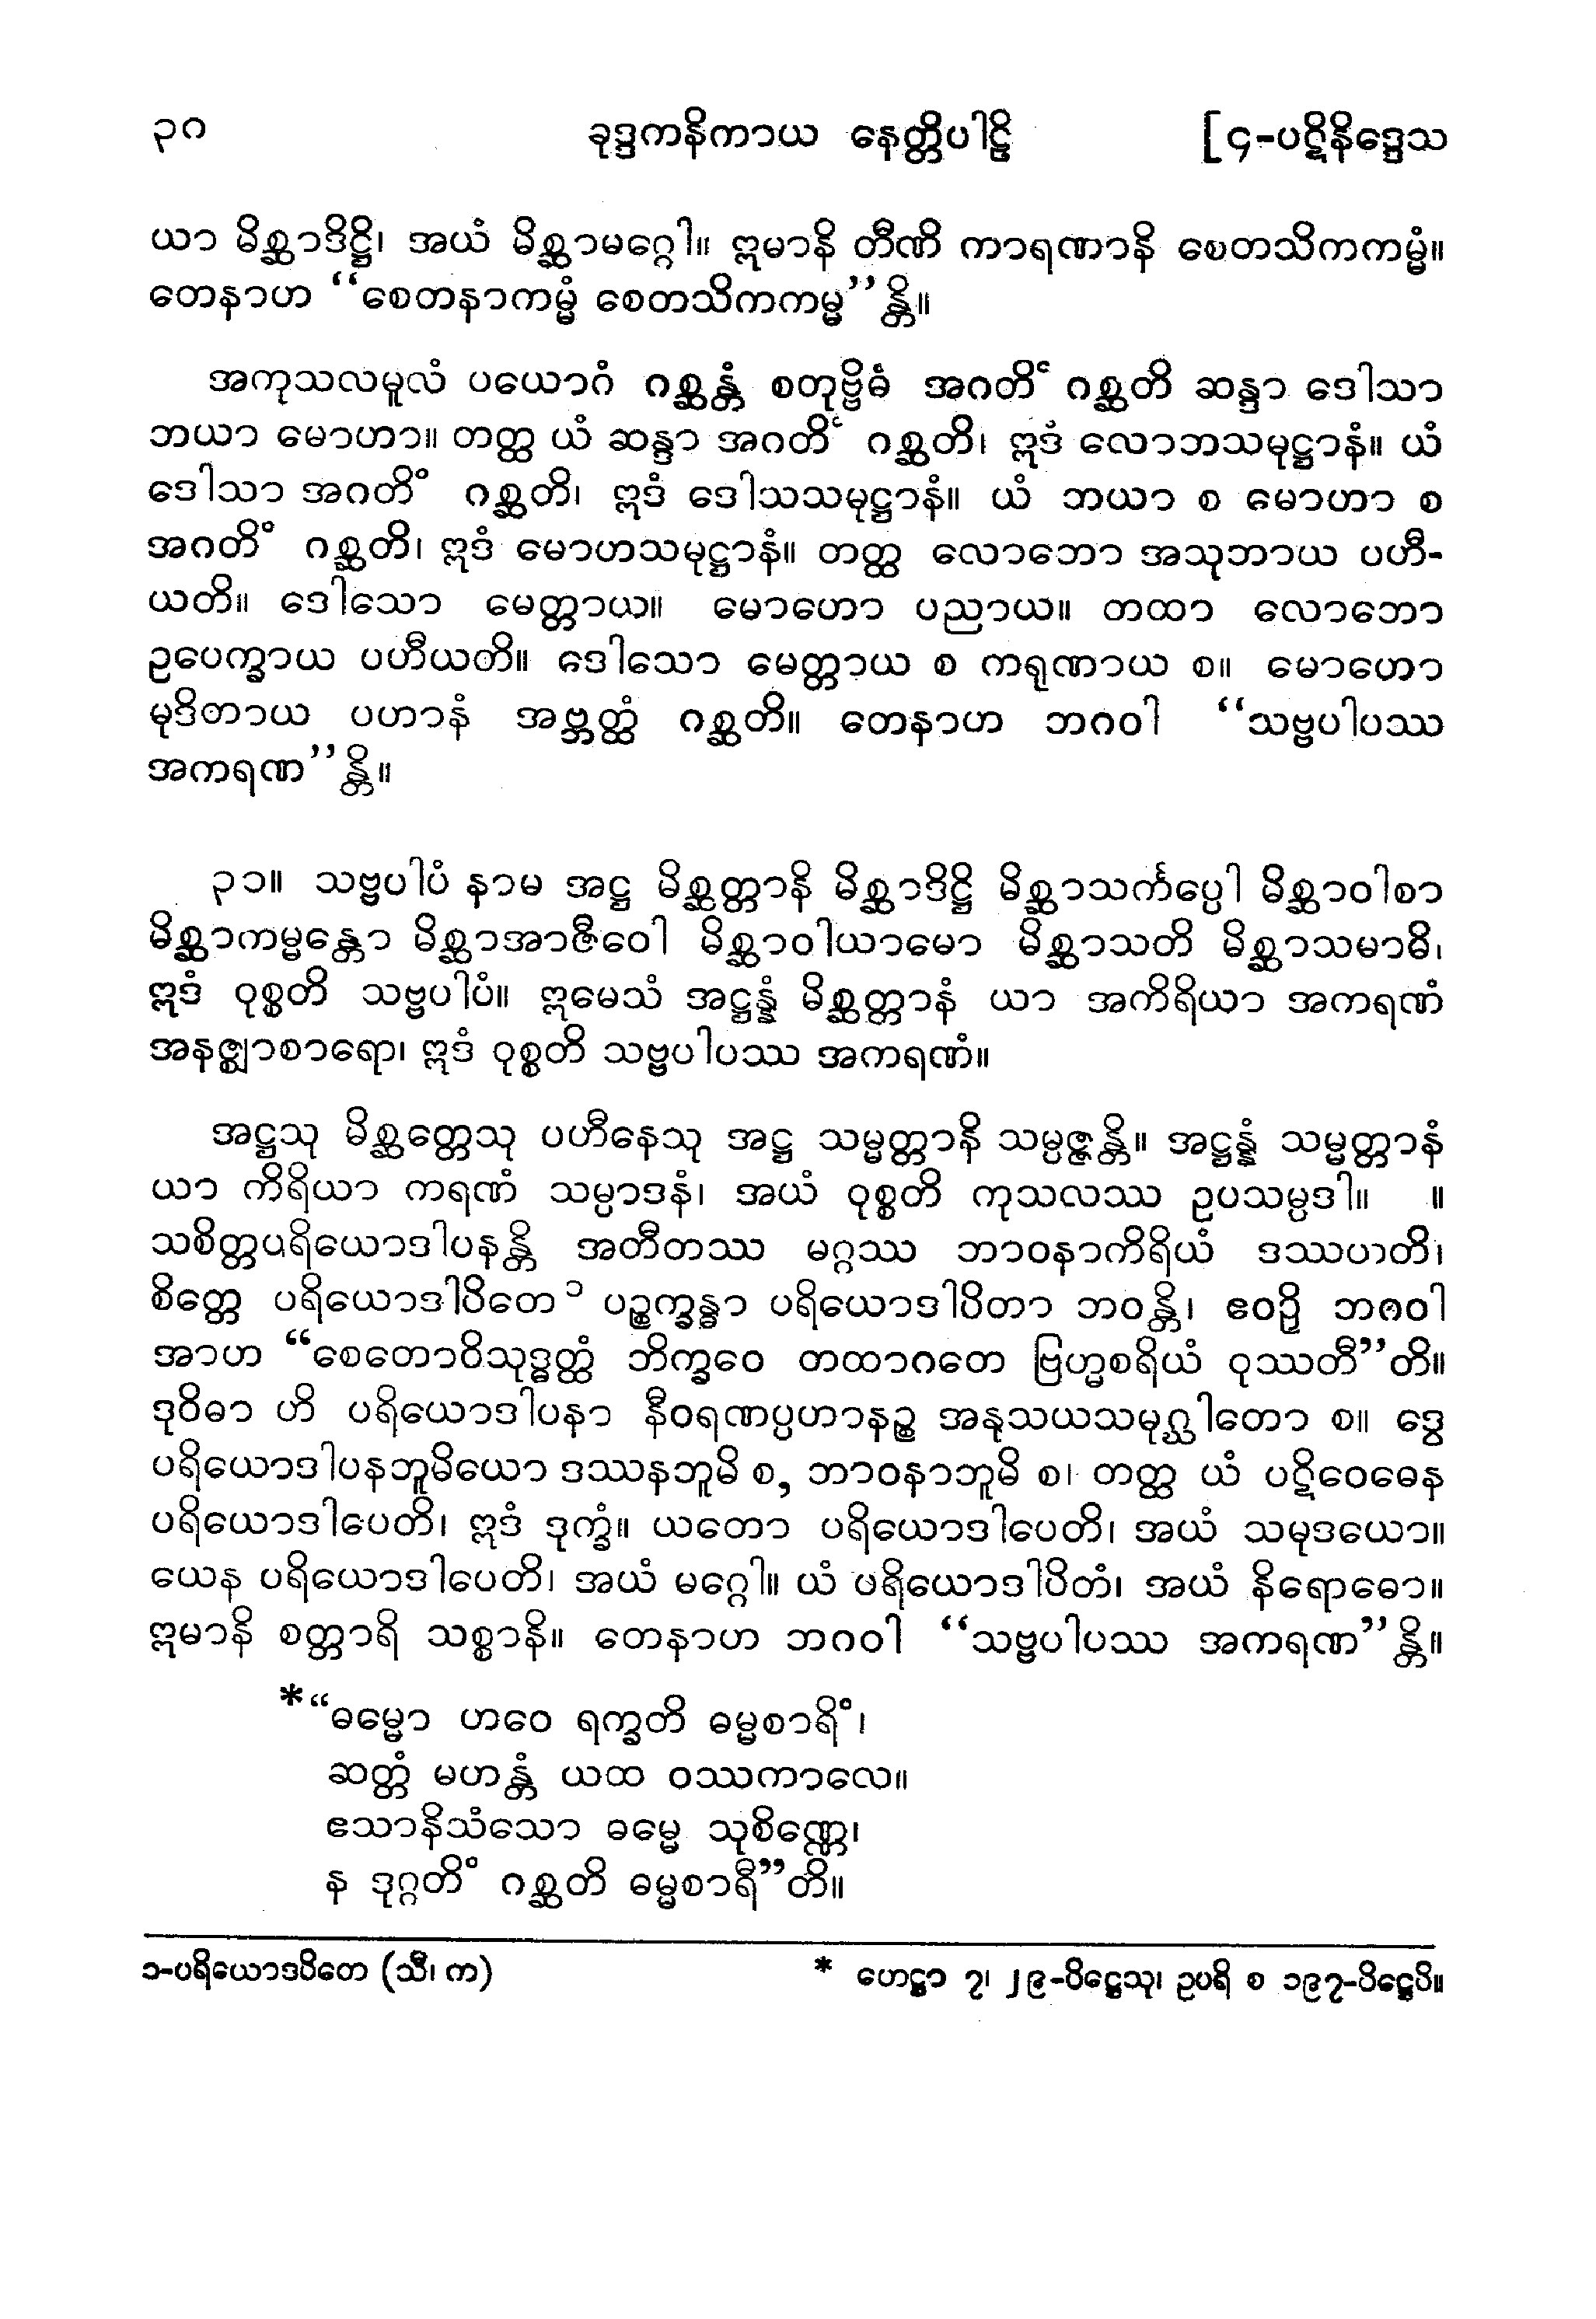 ၃ဂ ခုဒ္ဒကနိကာယ နေတ္တိပါဠိ [၄-ပဋိနိဒ္ဒေသ
ယာ မိစ္ဆာဒိဋ္ဌိ၊ အယံ မိစ္ဆာမဂ္ဂေါ။ ဣမာနိ တီဏိ ကာရဏာနိ စေတသိကကမ္မံ။
တေနာဟ “စေတနာကမ္မံ စေတသိကကမ္မ”န္တိ။
အကုသလမူလံ ပယောဂံ ဂစ္ဆန္တံ စတုဗ္ဗိဓံ အဂတိံ ဂစ္ဆတိ ဆန္ဒာ ဒေါသာ
ဘယာ မောဟာ။ တတ္ထ ယံ ဆန္ဒာ အဂတိံ ဂစ္ဆတိ၊ ဣဒံ လောဘသမုဋ္ဌာနံ။ ယံ
ဒေါသာ အဂတိံ ဂစ္ဆတိ၊ ဣဒံ ဒေါသသမုဋ္ဌာနံ။ ယံ ဘယာ စ မောဟာ စ
အဂတိံ ဂစ္ဆတိ၊ ဣဒံ မောဟသမုဋ္ဌာနံ။ တတ္ထ လောဘော အသုဘာယ ပဟီ-
ယတိ။ ဒေါသော မေတ္တာယ။ မောဟော ပညာယ။ တထာ လောဘော
ဥပေက္ခာယ ပဟီယတိ။ ဒေါသော မေတ္တာယ စ ကရုဏာယ စ။ မောဟော
မုဒိတာယ ပဟာနံ အဗ္ဘတ္ထံ ဂစ္ဆတိ။ တေနာဟ ဘဂဝါ “သဗ္ဗပါပဿ
အကရဏ”န္တိ။
၃၁။ သဗ္ဗပါပံ နာမ အဋ္ဌ မိစ္ဆတ္တာနိ မိစ္ဆာဒိဋ္ဌိ မိစ္ဆာသင်္ကပ္ပေါ မိစ္ဆာဝါစာ
မိစ္ဆာကမ္မန္တော မိစ္ဆာအာဇီဝေါ မိစ္ဆာဝါယာမော မိစ္ဆာသတိ မိစ္ဆာသမာဓိ၊
ဣဒံ ဝုစ္စတိ သဗ္ဗပါပံ။ ဣမေသံ အဋ္ဌန္နံ မိစ္ဆတ္တာနံ ယာ အကိရိယာ အကရဏံ
အနဇ္ဈာစာရော၊ ဣဒံ ဝုစ္စတိ သဗ္ဗပါပဿ အကရဏံ။
အဋ္ဌသု မိစ္ဆတ္တေသု ပဟီနေသု အဋ္ဌ သမ္မတ္တာနိ သမ္ပဇ္ဇန္တိ။ အဋ္ဌန္နံ သမ္မတ္တာနံ
ယာ ကိရိယာ ကရဏံ သမ္ပာဒနံ၊ အယံ ဝုစ္စတိ ကုသလဿ ဥပသမ္ပဒါ။ ။
သစိတ္တပရိယောဒါပနန္တိ အတီတဿ မဂ္ဂဿ ဘာဝနာကိရိယံ ဒဿယတိ၊
စိတ္တေ ပရိယောဒါပိတေ ၁ ပဉ္စက္ခန္ဓာ ပရိယောဒါပိတာ ဘဝန္တိ၊ ဧဝဉှိ ဘဂဝါ
အာဟ “စေတောဝိသုဒ္ဓတ္ထံ ဘိက္ခဝေ တထာဂတေ ဗြဟ္မစရိယံ ဝုဿတီ”တိ။
ဒုဝိဓာ ဟိ ပရိယောဒါပနာ နီဝရဏပ္ပဟာနဉ္စ အနုသယသမုဂ္ဃါတော စ။ ဒွေ
ပရိယောဒါပနဘူမိယော ဒဿနဘူမိ စ, ဘာဝနာဘူမိ စ၊ တတ္ထ ယံ ပဋိဝေဓေန
ပရိယောဒါပေတိ၊ ဣဒံ ဒုက္ခံ။ ယတော ပရိယောဒါပေတိ၊ အယံ သမုဒယော။
ယေန ပရိယောဒါပေတိ၊ အယံ မဂ္ဂေါ။ ယံ ပရိယောဒါပိတံ၊ အယံ နိရောဓော။
ဣမာနိ စတ္တာရိ သစ္စာနိ။ တေနာဟ ဘဂဝါ “သဗ္ဗပါပဿ အကရဏ”န္တိ။
*“ဓမ္မော ဟဝေ ရက္ခတိ ဓမ္မစာရိံ၊
ဆတ္တံ မဟန္တံ ယထ ဝဿကာလေ။
ဧသာနိသံသော ဓမ္မေ သုစိဏ္ဏေ၊
န ဒုဂ္ဂတိံ ဂစ္ဆတိ ဓမ္မစာရီ”တိ။
၁-ပရိယောဒပိတေ (သီ၊ က) * ဟေဋ္ဌာ ၇၊ ၂၉-ပိဋ္ဌေသု၊ ဥပရိ စ ၁၉၇-ပိဋ္ဌေပိ။